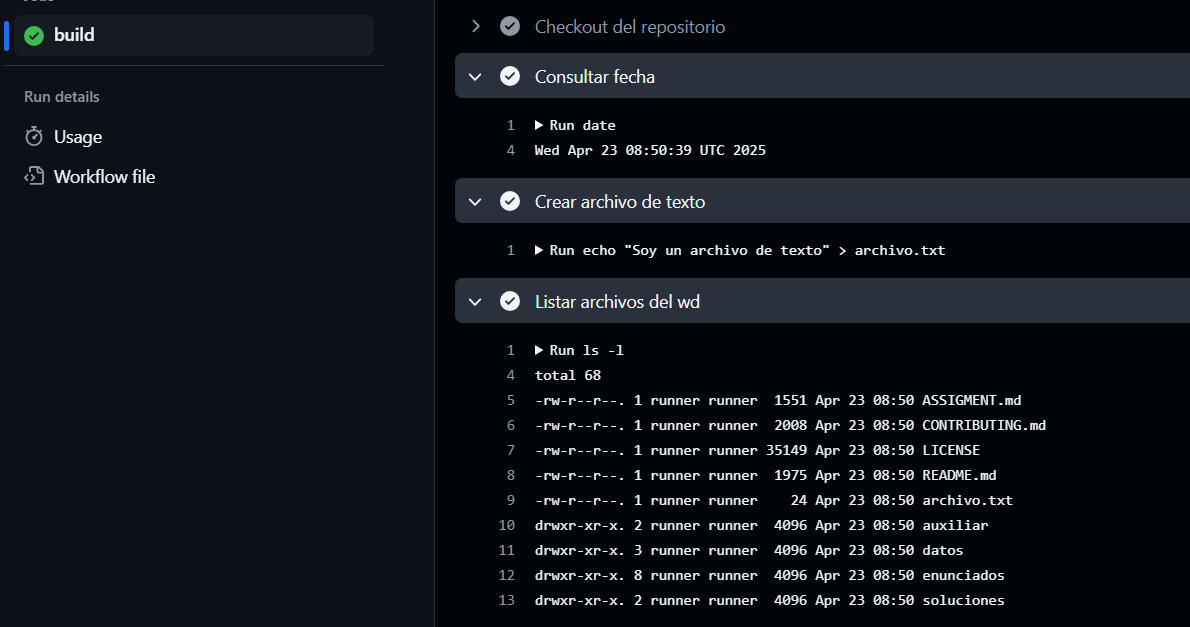 build
Run details
Usage
Workflow file
Checkout del repositorio
Consultar fecha
1 Run date
4 Wed Apr 23 08:50:39 UTC 2025
Crear archivo de texto
1 Run echo "Soy un archivo de texto" > archivo.txt
Listar archivos del wd
1 Run ls -l
4 total 68
5 -rw-r--r--. 1 runner runner 1551 Apr 23 08:50 ASSIGMENT.md
6 -rw-r--r--. 1 runner runner 2008 Apr 23 08:50 CONTRIBUTING.md
7 -rw-r--r--. 1 runner runner 35149 Apr 23 08:50 LICENSE
8 -rw-r--r--. 1 runner runner 1975 Apr 23 08:50 README.md
9 -rw-r--r--. 1 runner runner 24 Apr 23 08:50 archivo.txt
10 drwxr-xr-x. 2 runner runner 4096 Apr 23 08:50 auxiliar
11 drwxr-xr-x. 3 runner runner 4096 Apr 23 08:50 datos
12 drwxr-xr-x. 8 runner runner 4096 Apr 23 08:50 enunciados
13 drwxr-xr-x. 2 runner runner 4096 Apr 23 08:50 soluciones